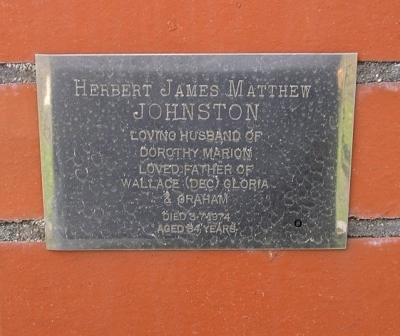 HERBERT JAMES MATTHEW
JOHNSTON
LOVING HUSBAND OF
DOROTHY MARION
LOVED FATHER OF
WALLACE (DEC) GLORIA
& GRAHAM
DIED 3-7-1974
AGED 84 YEARS